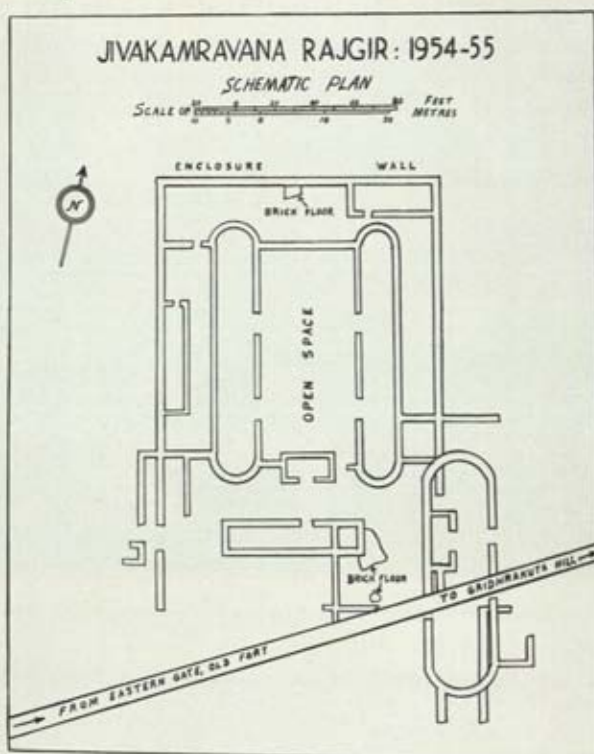 JIVAKAMRAVANA RAJGIR: 1954-55
SCHEMATIC PLAN
SCALE OF
FEET
METRES
ENCLOSURE WALL
N
BRICK FLOOR
OPEN SPACE
BRICK FLOOR
TO GRIDHRAKUTA HILL
FROM EASTERN GATE, OLD FORT